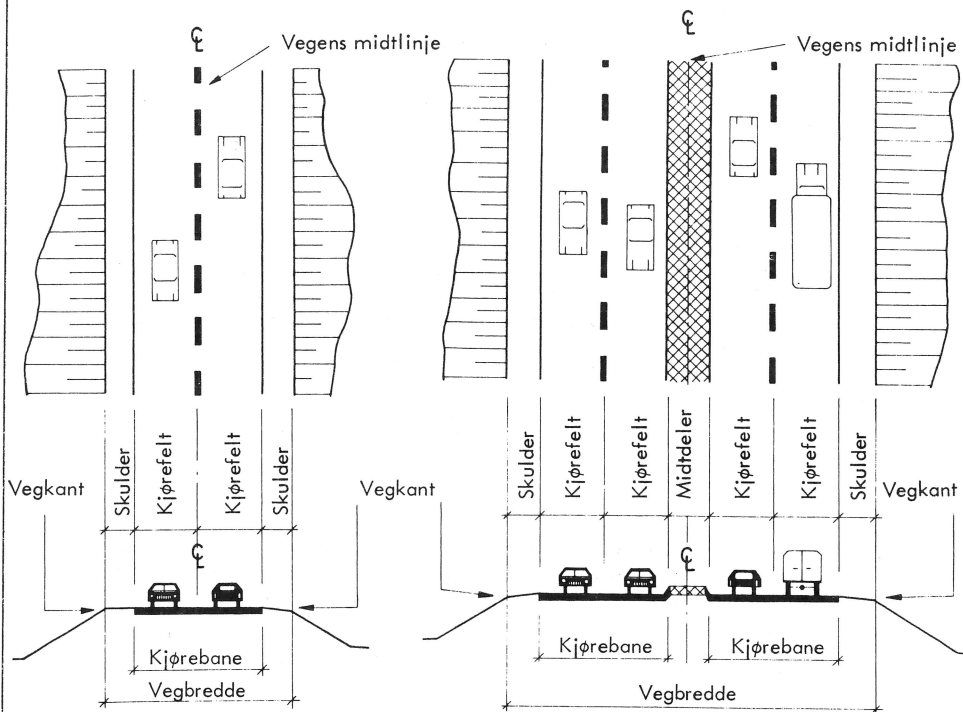 ℄
Vegens midtlinje
℄
Vegens midtlinje
Vegkant
Skulder
Kjørefelt
Kjørefelt
Skulder
Vegkant
Skulder
Kjørefelt
Kjørefelt
Midtdeler
Kjørefelt
Kjørefelt
Skulder
Vegkant
℄
℄
Kjørebane
Vegbredde
Kjørebane
Kjørebane
Vegbredde